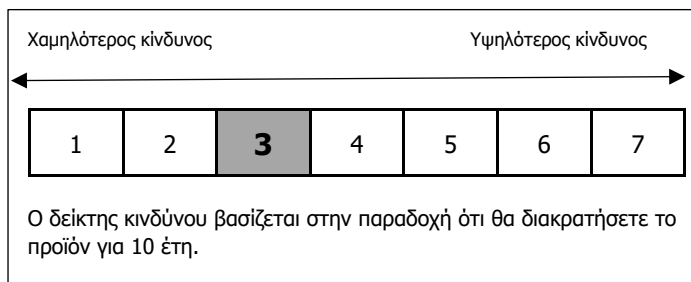 Χαμηλότερος κίνδυνος Υψηλότερος κίνδυνος
1 2 3 4 5 6 7
Ο δείκτης κινδύνου βασίζεται στην παραδοχή ότι θα διακρατήσετε το
προϊόν για 10 έτη.